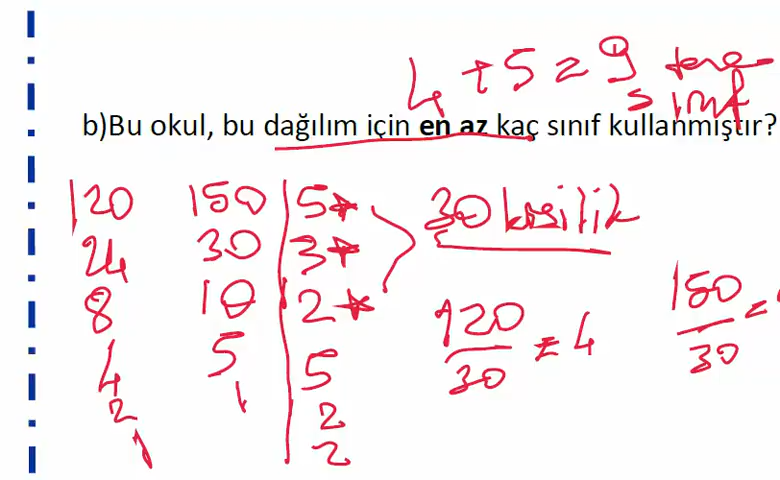 4 + 5 = 9 tane
sınıf
b)Bu okul, bu dağılım için en az kaç sınıf kullanmıştır?
120 150 | 5*
24 30 | 3*
8 10 | 2*
4 5 | 5
2 1 | 2
1 | 2
30 kişilik
120/30 = 4
150/30 =